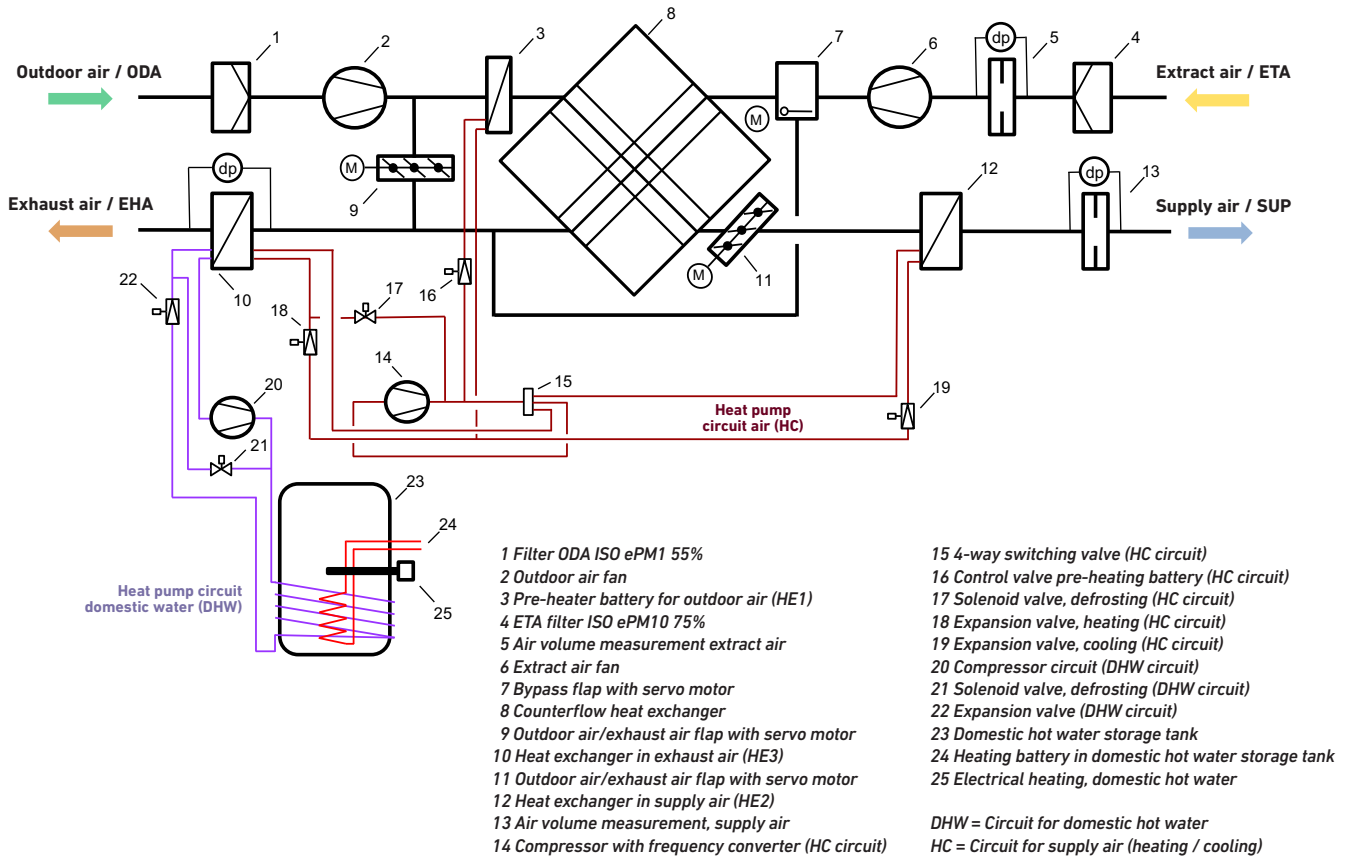 1
2
3
8
7
6
dp
5
4
Outdoor air / ODA
Extract air / ETA
M
M
dp
dp
12
13
9
Exhaust air / EHA
Supply air / SUP
M
11
22
10
16
17
18
14
15
19
20
Heat pump
circuit air (HC)
21
23
24
25
Heat pump circuit
domestic water (DHW)
1 Filter ODA ISO ePM1 55%
2 Outdoor air fan
3 Pre-heater battery for outdoor air (HE1)
4 ETA filter ISO ePM10 75%
5 Air volume measurement extract air
6 Extract air fan
7 Bypass flap with servo motor
8 Counterflow heat exchanger
9 Outdoor air/exhaust air flap with servo motor
10 Heat exchanger in exhaust air (HE3)
11 Outdoor air/exhaust air flap with servo motor
12 Heat exchanger in supply air (HE2)
13 Air volume measurement, supply air
14 Compressor with frequency converter (HC circuit)
15 4-way switching valve (HC circuit)
16 Control valve pre-heating battery (HC circuit)
17 Solenoid valve, defrosting (HC circuit)
18 Expansion valve, heating (HC circuit)
19 Expansion valve, cooling (HC circuit)
20 Compressor circuit (DHW circuit)
21 Solenoid valve, defrosting (DHW circuit)
22 Expansion valve (DHW circuit)
23 Domestic hot water storage tank
24 Heating battery in domestic hot water storage tank
25 Electrical heating, domestic hot water
DHW = Circuit for domestic hot water
HC = Circuit for supply air (heating / cooling)